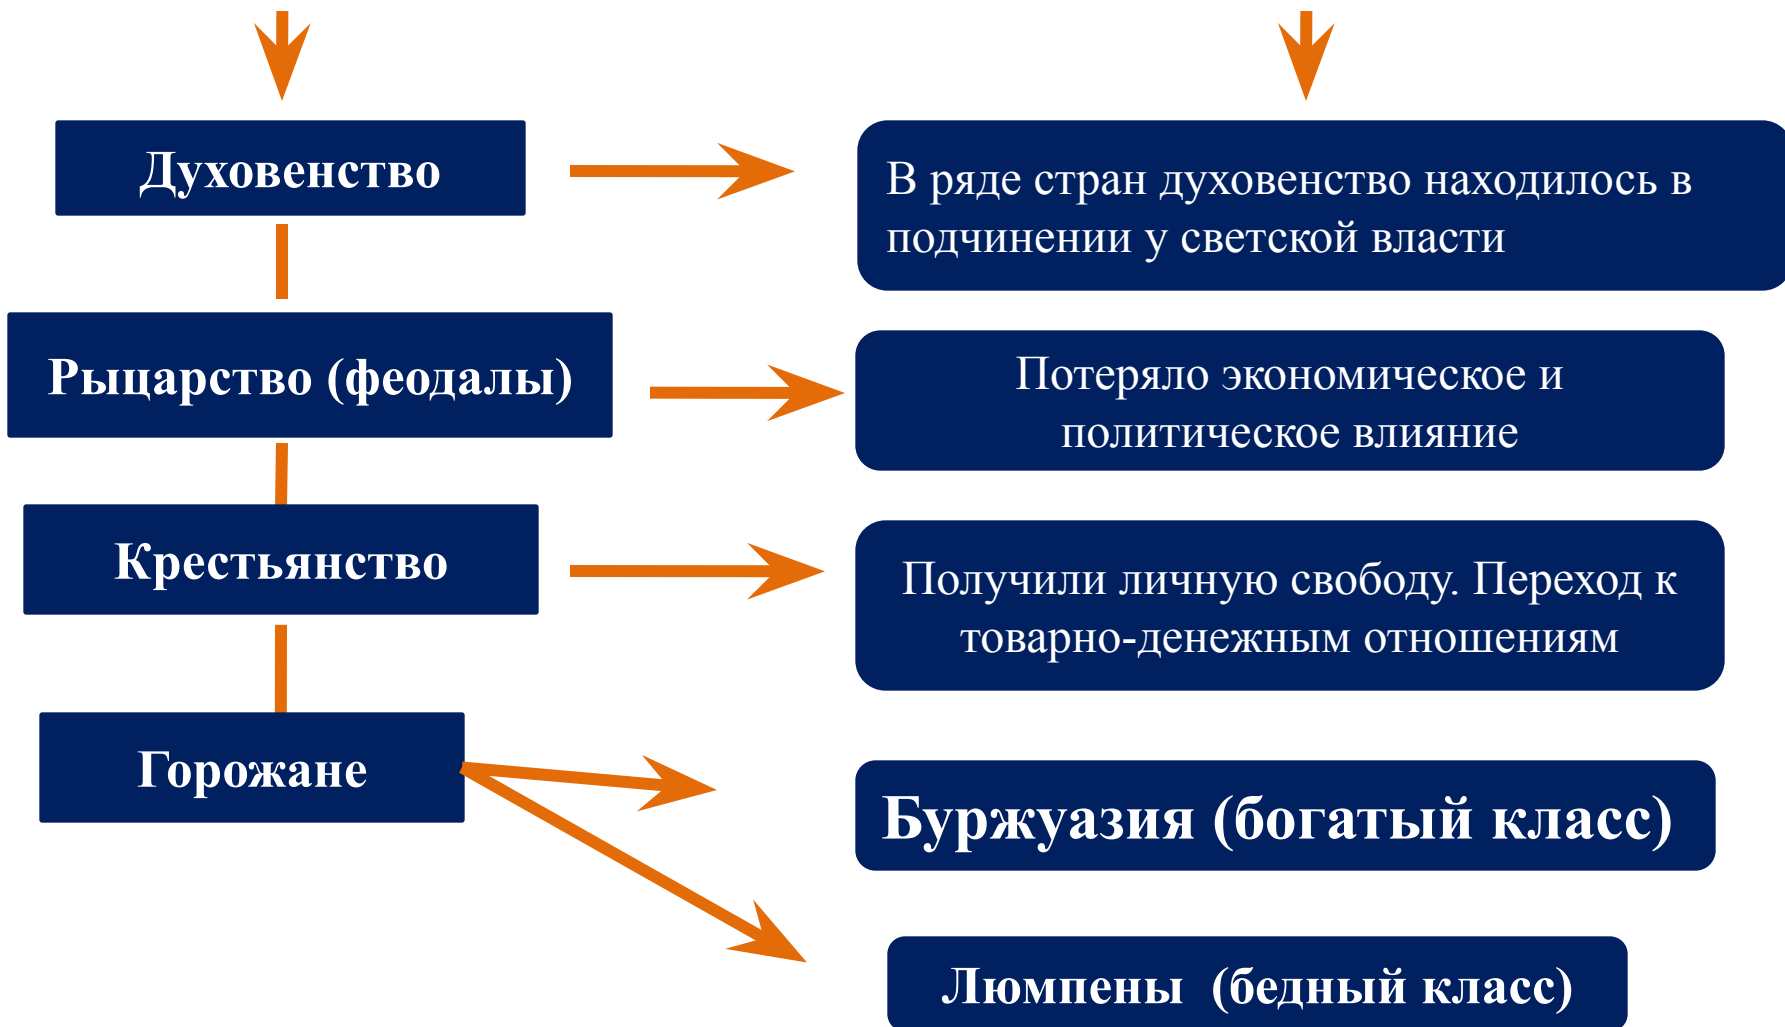 Духовенство
В ряде стран духовенство находилось в
подчинении у светской власти
Рыцарство (феодалы)
Потеряло экономическое и
политическое влияние
Крестьянство
Получили личную свободу. Переход к
товарно-денежным отношениям
Горожане
Буржуазия (богатый класс)
Люмпены (бедный класс)